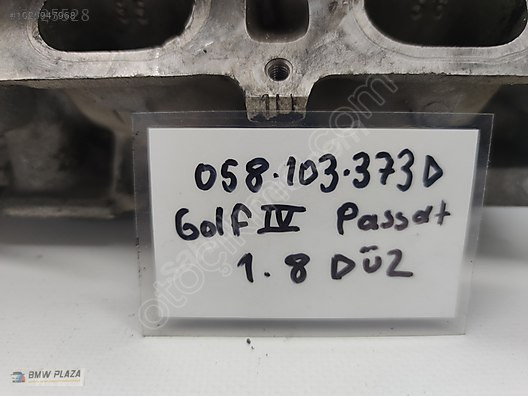 058.103.373D
Golf IV Passat
1.8 DÜZ
BMW PLAZA